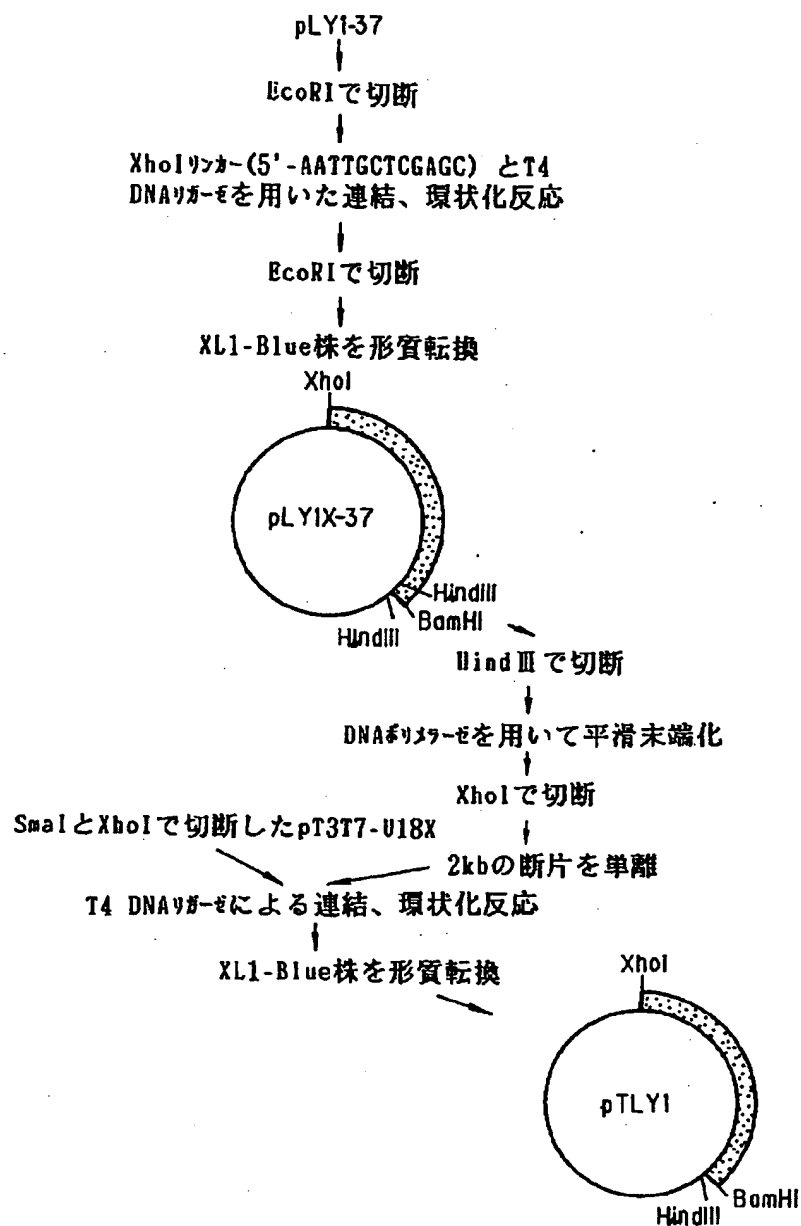 pLY1-37
EcoRIで切断
XhoIリンカー(5'-AATTGCTCGAGC) とT4
DNAリガーゼを用いた連結、環状化反応
EcoRIで切断
XL1-Blue株を形質転換
XhoI
pLY1X-37
HindIII
BamHI
HindIII
HindⅢで切断
DNAポリメラーゼを用いて平滑末端化
XhoIで切断
SmaIとXhoIで切断したpT3T7-U18X
2kbの断片を単離
T4 DNAリガーゼによる連結、環状化反応
XL1-Blue株を形質転換
XhoI
pTLY1
BamHI
HindIII